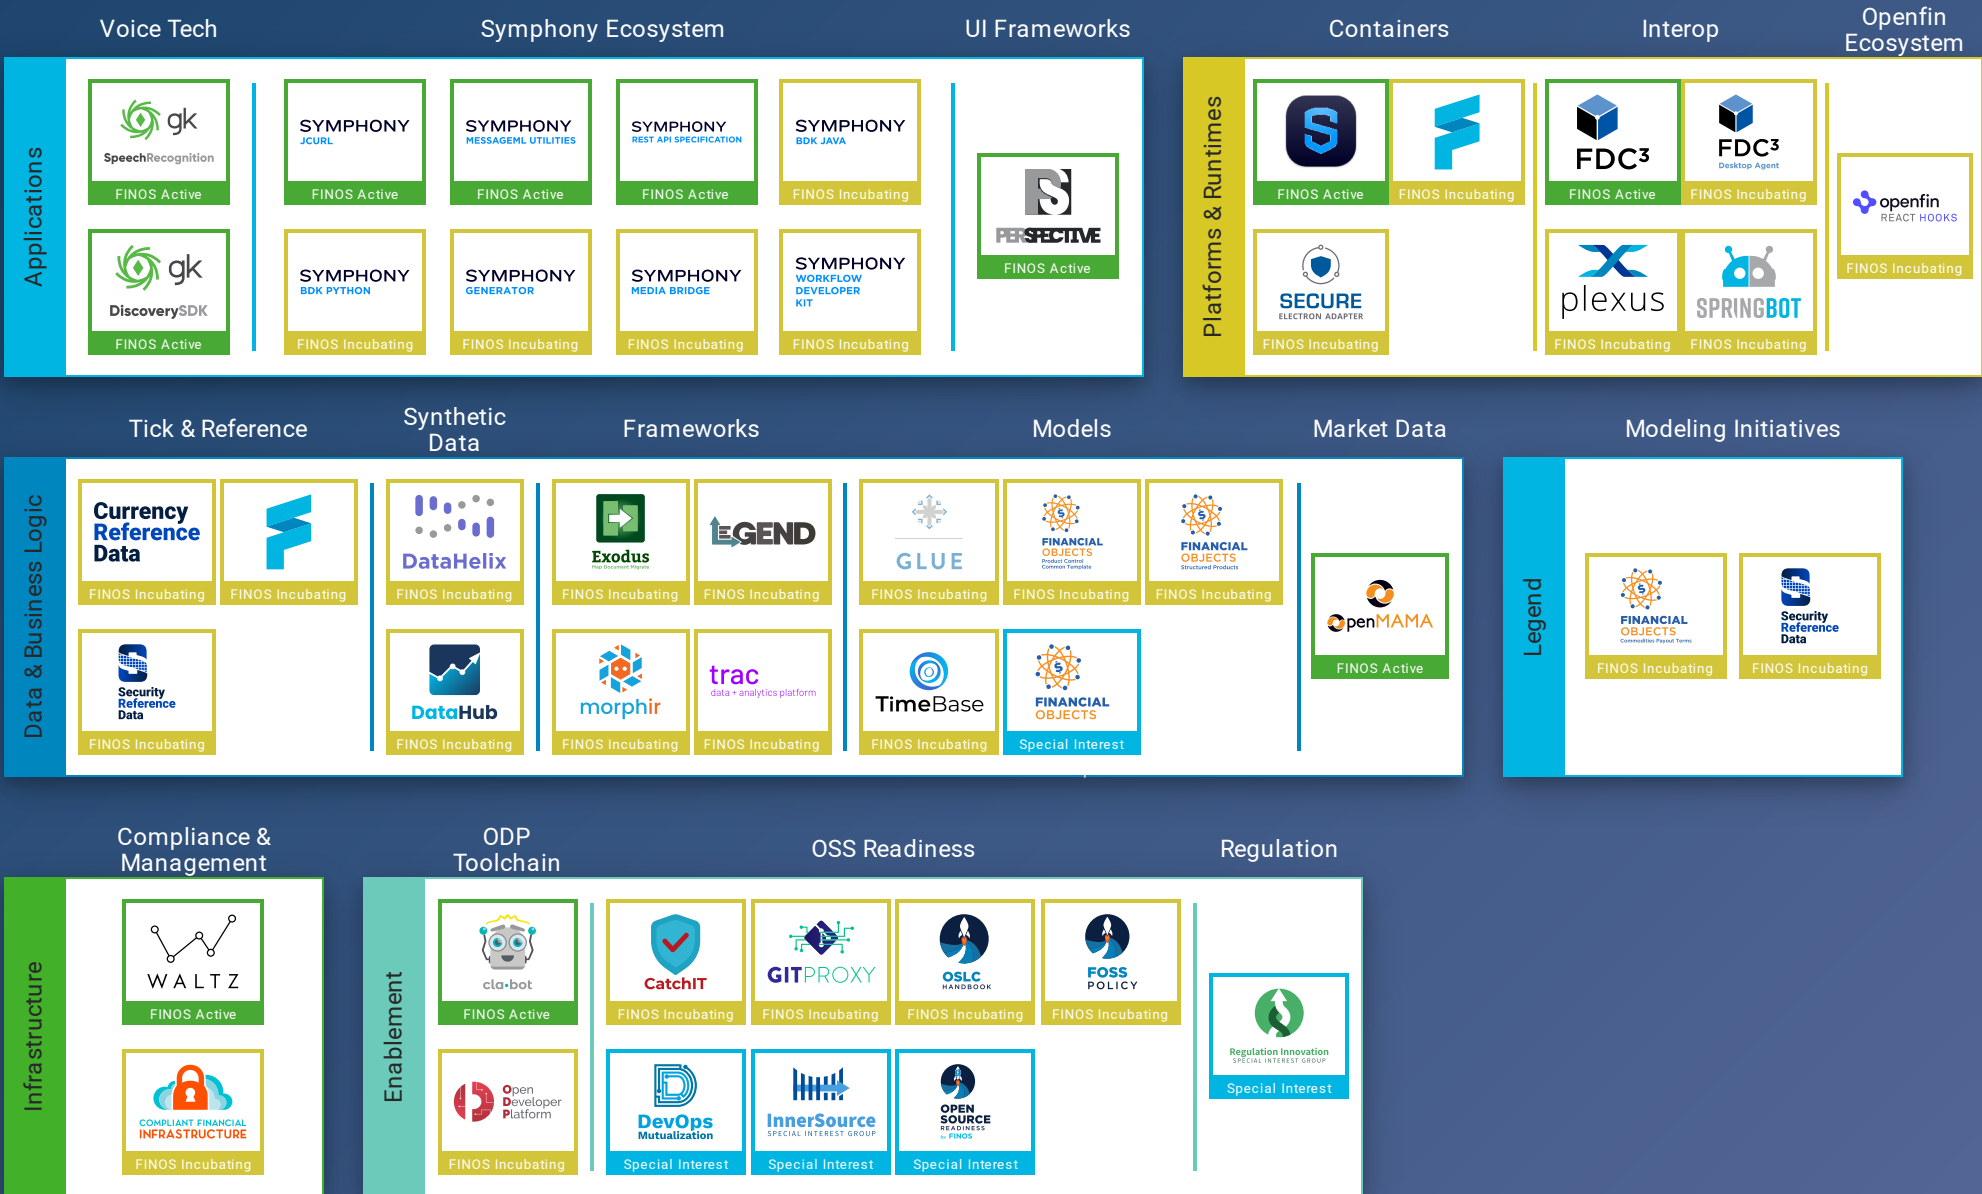 Voice Tech
Symphony Ecosystem
UI Frameworks
Applications
gk
SpeechRecognition
FINOS Active
SYMPHONY
JCURL
FINOS Active
SYMPHONY
MESSAGEML UTILITIES
FINOS Active
SYMPHONY
REST API SPECIFICATION
FINOS Active
SYMPHONY
BDK JAVA
FINOS Incubating
PERSPECTIVE
FINOS Active
gk
DiscoverySDK
FINOS Active
SYMPHONY
BDK PYTHON
FINOS Incubating
SYMPHONY
GENERATOR
FINOS Incubating
SYMPHONY
MEDIA BRIDGE
FINOS Incubating
SYMPHONY
WORKFLOW
DEVELOPER
KIT
FINOS Incubating
Containers
Interop
Openfin
Ecosystem
Platforms & Runtimes
S
FINOS Active
FINOS Incubating
FDC³
FINOS Active
FDC³
Desktop Agent
FINOS Incubating
openfin
REACT HOOKS
FINOS Incubating
SECURE
ELECTRON ADAPTER
FINOS Incubating
plexus
FINOS Incubating
SPRINGBOT
FINOS Incubating
Tick & Reference
Synthetic
Data
Frameworks
Models
Market Data
Data & Business Logic
Currency
Reference
Data
FINOS Incubating
FINOS Incubating
DataHelix
FINOS Incubating
Exodus
Map Document Migrate
FINOS Incubating
LEGEND
FINOS Incubating
GLUE
FINOS Incubating
FINANCIAL
OBJECTS
Product Control
Common Template
FINOS Incubating
FINANCIAL
OBJECTS
Structured Products
FINOS Incubating
OpenMAMA
FINOS Active
Security
Reference
Data
FINOS Incubating
DataHub
FINOS Incubating
morphir
FINOS Incubating
trac
data + analytics platform
FINOS Incubating
TimeBase
FINOS Incubating
FINANCIAL
OBJECTS
Special Interest
Modeling Initiatives
Legend
FINANCIAL
OBJECTS
Commodities Payout Terms
FINOS Incubating
Security
Reference
Data
FINOS Incubating
Compliance &
Management
Infrastructure
WALTZ
FINOS Active
COMPLIANT FINANCIAL
INFRASTRUCTURE
FINOS Incubating
ODP
Toolchain
OSS Readiness
Regulation
Enablement
cla·bot
FINOS Active
CatchIT
FINOS Incubating
GITPROXY
FINOS Incubating
OSLC
HANDBOOK
FINOS Incubating
FOSS
POLICY
FINOS Incubating
Regulation Innovation
SPECIAL INTEREST GROUP
Special Interest
Open
Developer
Platform
FINOS Incubating
DevOps
Mutualization
Special Interest
InnerSource
SPECIAL INTEREST GROUP
Special Interest
OPEN
SOURCE
READINESS
by FINOS
Special Interest